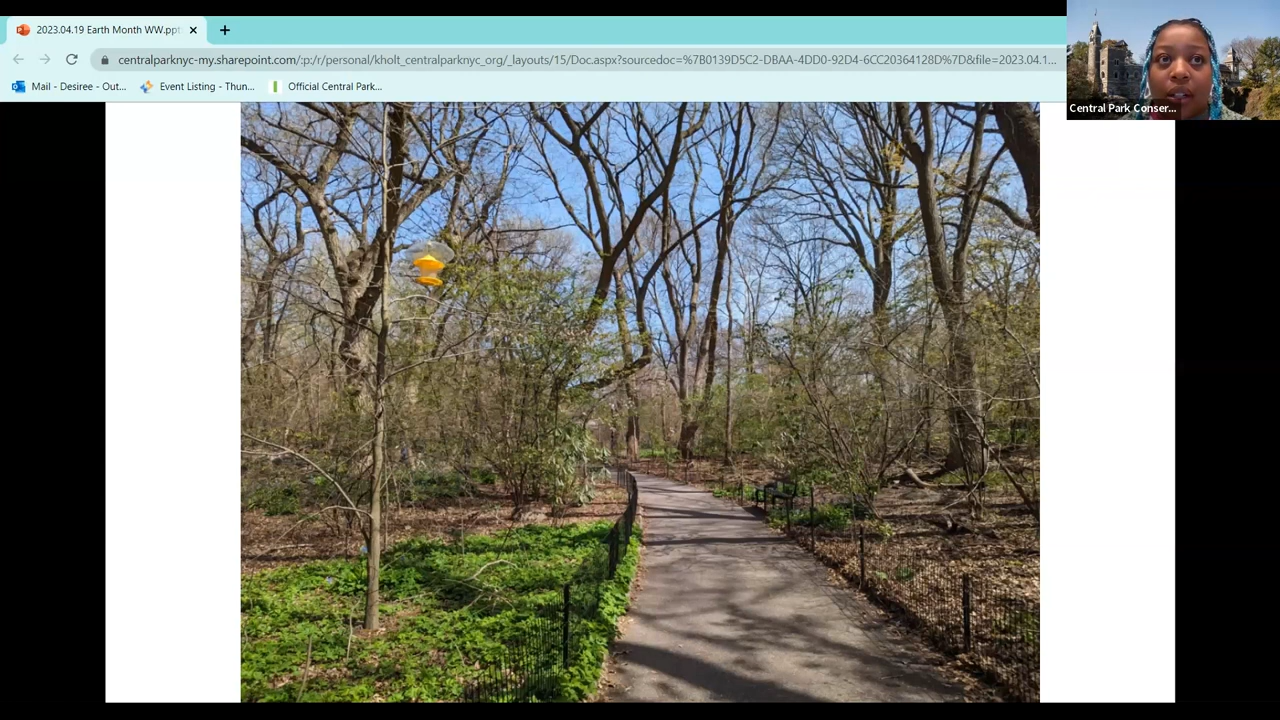 2023.04.19 Earth Month WW.ppt
centralparknyc-my.sharepoint.com/:p:/r/personal/kholt_centralparknyc_org/_layouts/15/Doc.aspx?sourcedoc=%7B0139D5C2-DBAA-4DD0-92D4-6CC20364128D%7D&file=2023.04.1...
Mail - Desiree - Out...
Event Listing - Thun...
Official Central Park...
Central Park Conser...